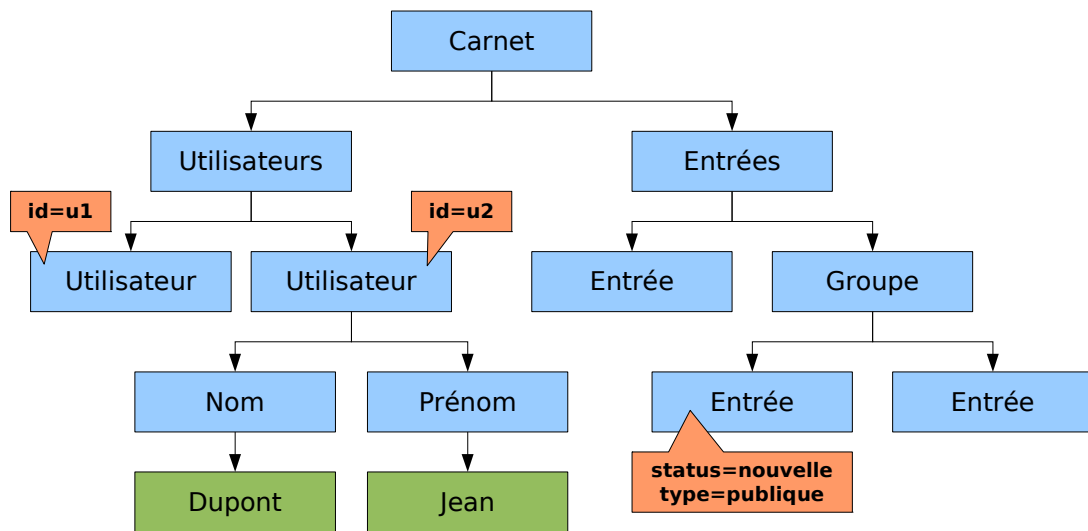 Carnet
Utilisateurs
Entrées
id=u1
id=u2
Utilisateur
Utilisateur
Entrée
Groupe
Nom
Prénom
Entrée
Entrée
status=nouvelle
type=publique
Dupont
Jean